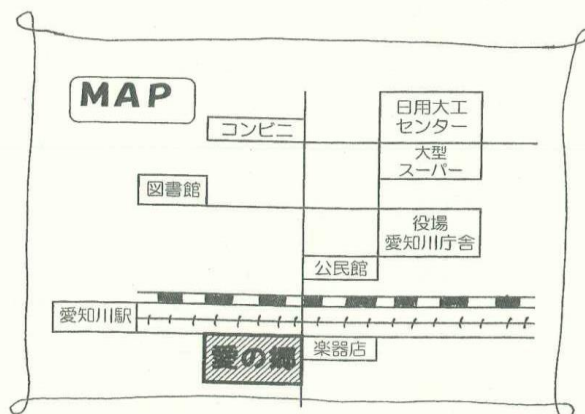 MAP
日用大工
センター
コンビニ
大型
スーパー
図書館
役場
愛知川庁舎
公民館
愛知川駅
愛の郷
楽器店